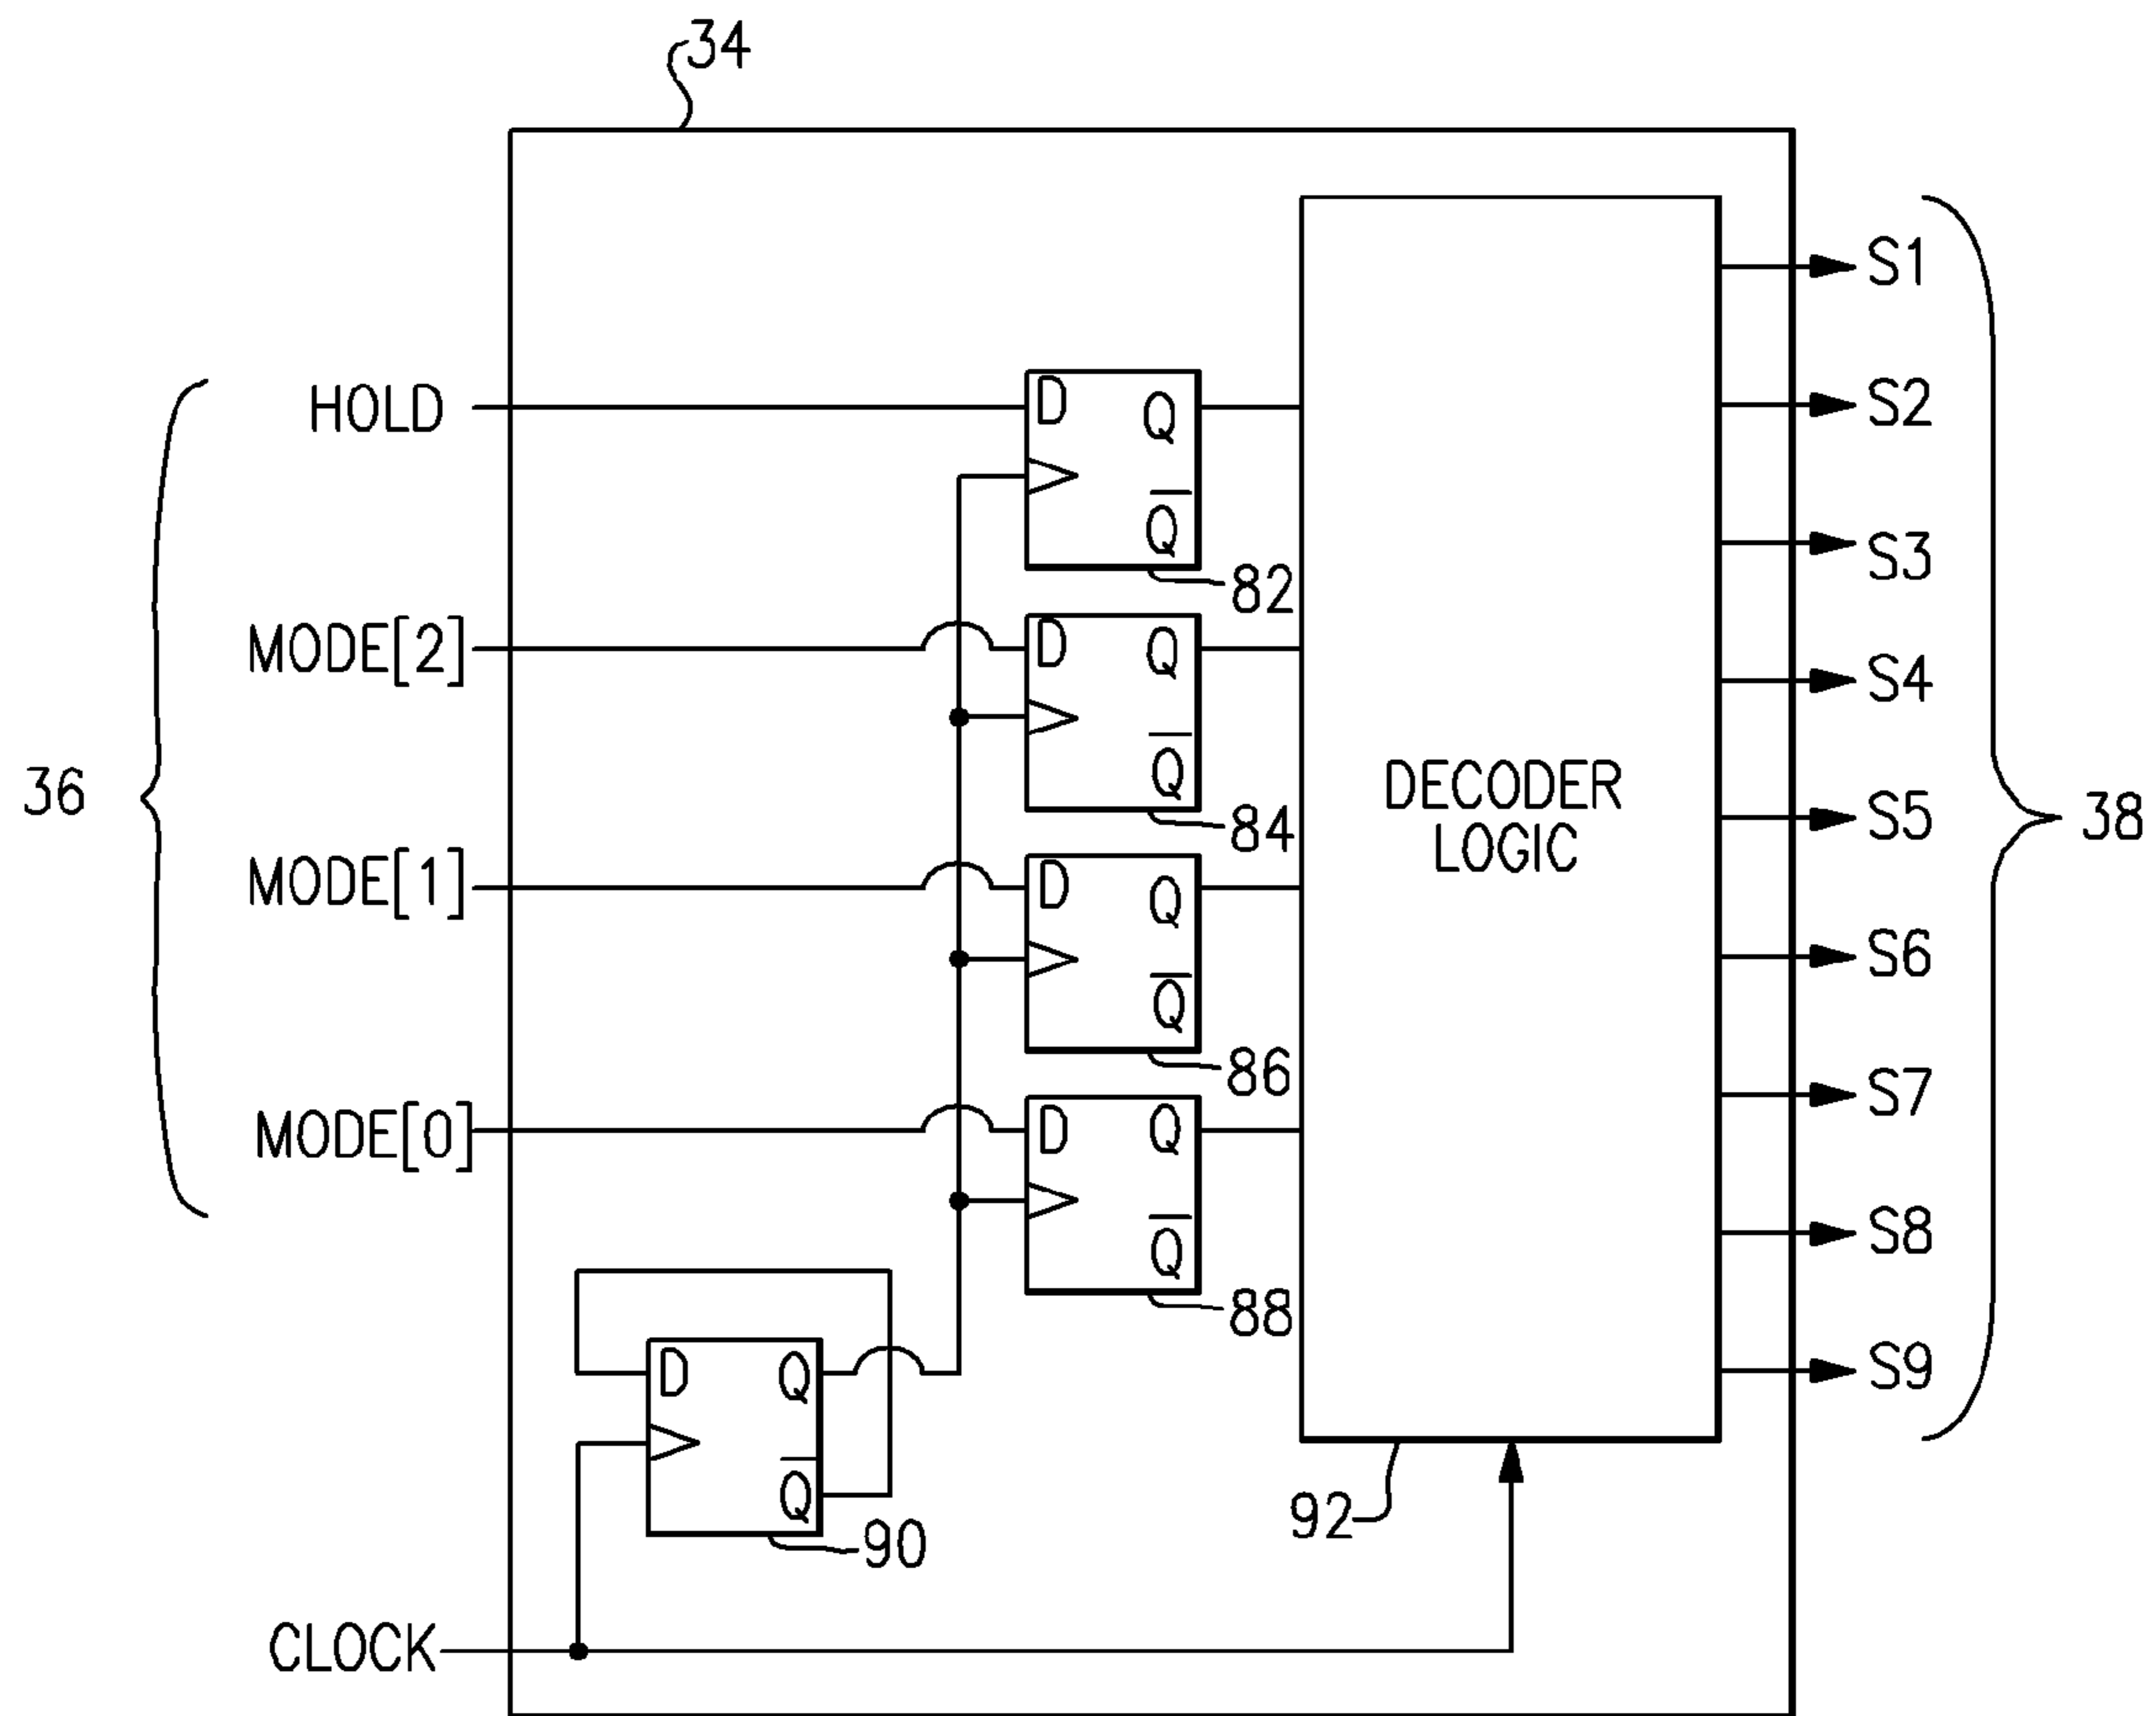 34
S1
HOLD
D
Q
S2
Q
S3
82
MODE[2]
D
Q
S4
Q
36
DECODER
LOGIC
S5
38
84
MODE[1]
D
Q
S6
Q
86
S7
MODE[0]
D
Q
S8
Q
88
D
Q
S9
Q
92
90
CLOCK